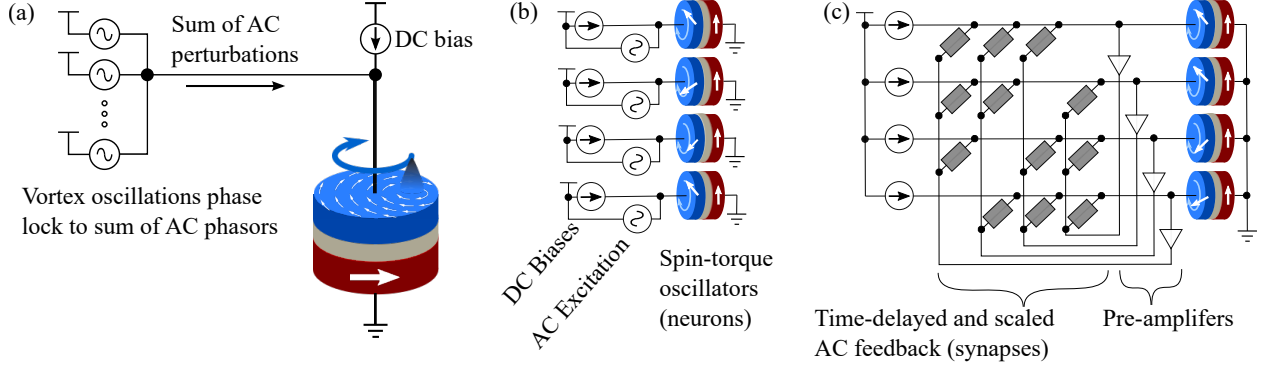 (a)
Sum of AC
perturbations
DC bias
Vortex oscillations phase
lock to sum of AC phasors
(b)
DC Biases
AC Excitation
Spin-torque
oscillators
(neurons)
(c)
Time-delayed and scaled
AC feedback (synapses)
Pre-amplifers